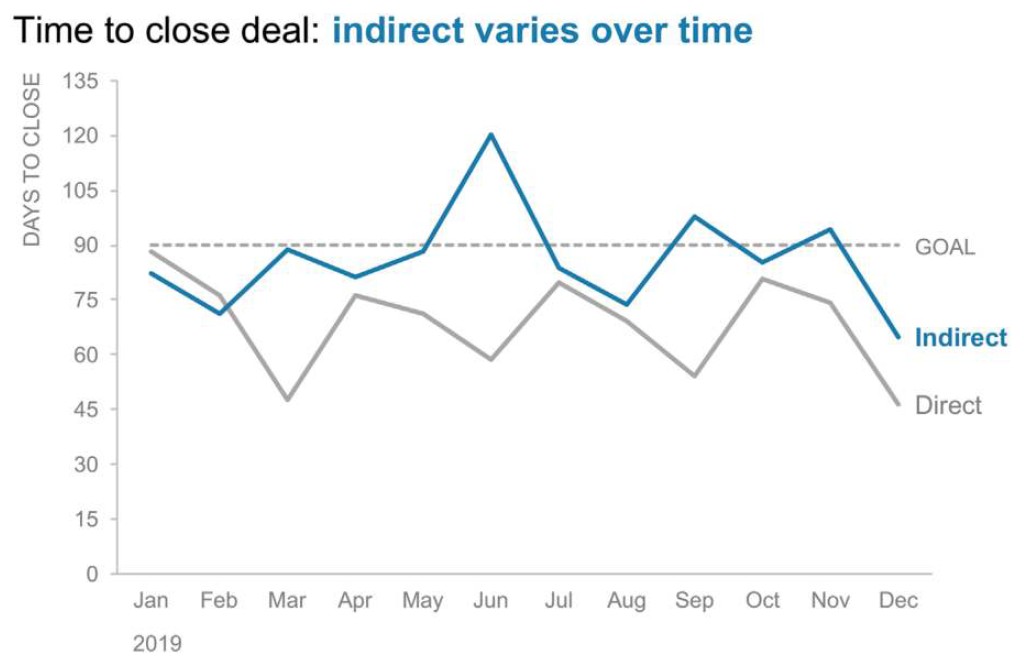 Time to close deal: indirect varies over time
DAYS TO CLOSE
135
120
105
90
75
60
45
30
15
0
GOAL
Indirect
Direct
Jan Feb Mar Apr May Jun Jul Aug Sep Oct Nov Dec
2019